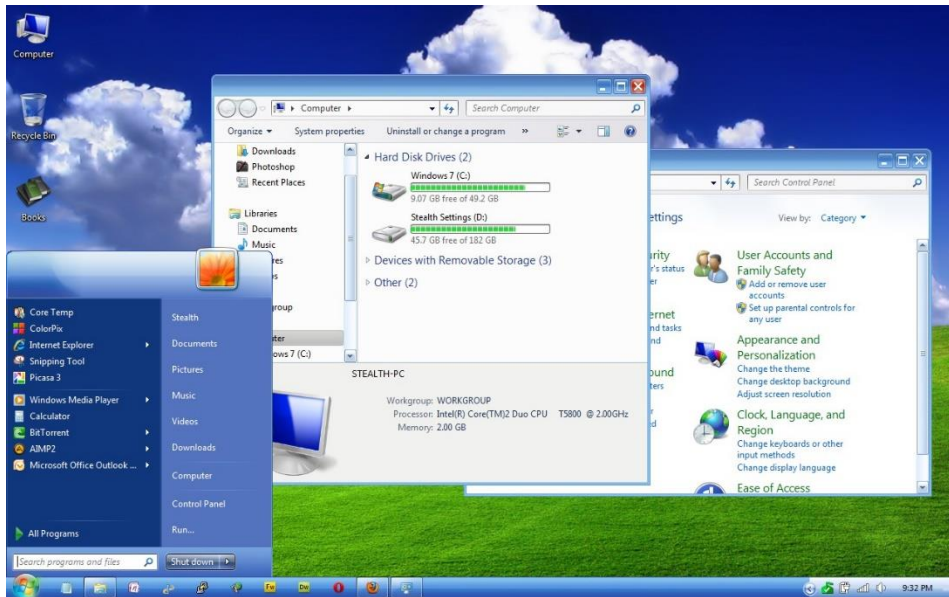 Computer
Recycle Bin
Books
Computer
Search Computer
Organize
System properties
Uninstall or change a program
»
Downloads
Photoshop
Recent Places
Libraries
Documents
Music
Hard Disk Drives (2)
Windows 7 (C:)
9.07 GB free of 49.2 GB
Stealth Settings (D:)
45.7 GB free of 182 GB
Devices with Removable Storage (3)
Other (2)
STEALTH-PC
Workgroup: WORKGROUP
Processor: Intel(R) Core(TM)2 Duo CPU T5800 @ 2.00GHz
Memory: 2.00 GB
Search Control Panel
View by: Category
User Accounts and
Family Safety
Add or remove user
accounts
Set up parental controls for
any user
Appearance and
Personalization
Change the theme
Change desktop background
Adjust screen resolution
Clock, Language, and
Region
Change keyboards or other
input methods
Change display language
Ease of Access
Core Temp
ColorPix
Internet Explorer
Snipping Tool
Picasa 3
Windows Media Player
Calculator
BitTorrent
AIMP2
Microsoft Office Outlook ...
All Programs
Search programs and files
Stealth
Documents
Pictures
Music
Videos
Downloads
Computer
Control Panel
Run...
Shut down
Fw
Dw
9:32 PM